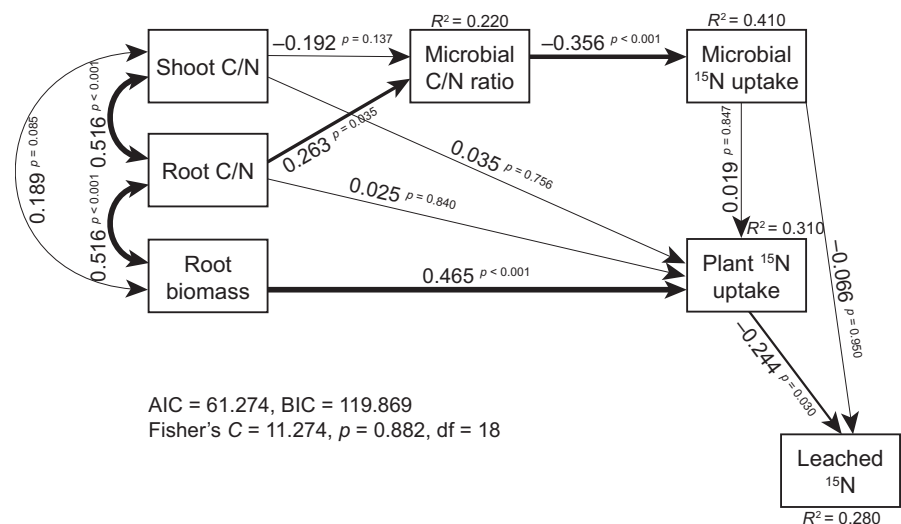 R² = 0.220
R² = 0.410
Shoot C/N
–0.192 p = 0.137
Microbial
C/N ratio
–0.356 p < 0.001
Microbial
¹⁵N uptake
0.189 p = 0.085
0.516 p < 0.001
0.263 p = 0.035
0.035 p = 0.756
0.019 p = 0.847
Root C/N
0.025 p = 0.840
0.516 p < 0.001
R² = 0.310
Root
biomass
0.465 p < 0.001
Plant ¹⁵N
uptake
–0.066 p = 0.950
–0.244 p = 0.030
AIC = 61.274, BIC = 119.869
Fisher's C = 11.274, p = 0.882, df = 18
Leached
¹⁵N
R² = 0.280